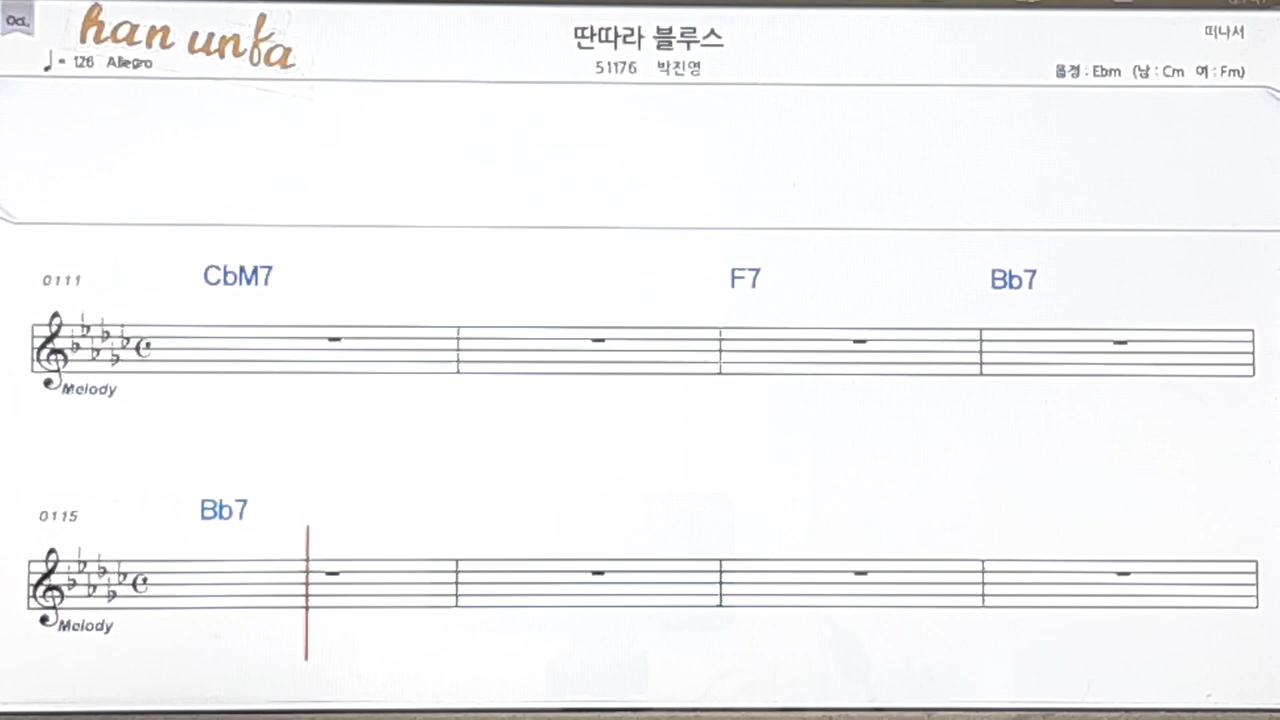 han unfa
♩= 126 Allegro
딴따라 블루스
51176 박진영
떠나서
음정 : Ebm (남 : Cm 여 : Fm)
0111
CbM7 F7 Bb7
Melody
0115
Bb7
Melody